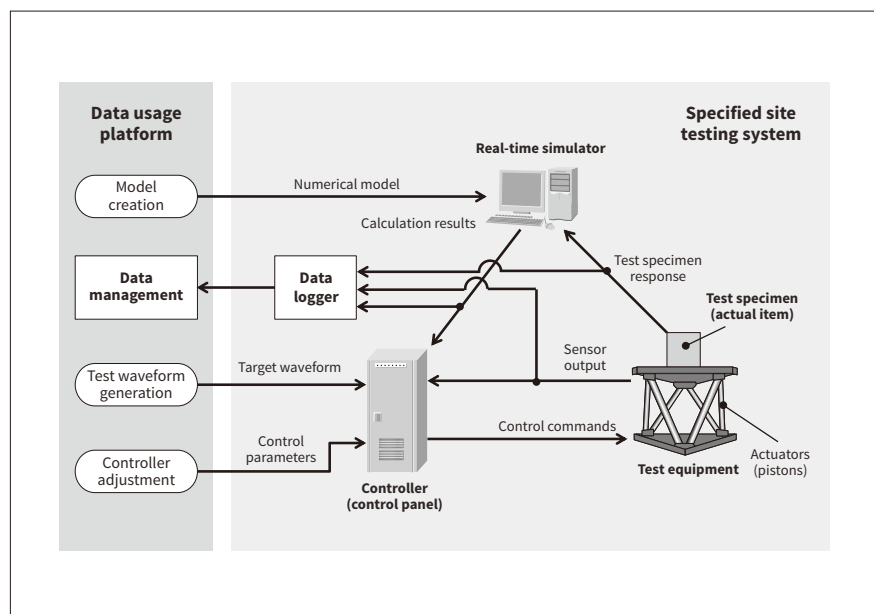 Data usage
platform
Specified site
testing system
Real-time simulator
Model
creation
Numerical model
Calculation results
Test specimen
response
Data
management
Data
logger
Test specimen
(actual item)
Sensor
output
Test waveform
generation
Target waveform
Control commands
Control
parameters
Controller
adjustment
Actuators
(pistons)
Test equipment
Controller
(control panel)